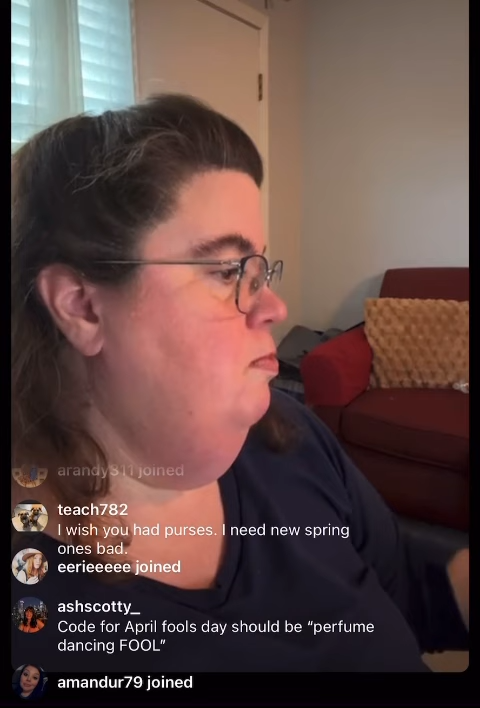 arandy311 joined
teach782
I wish you had purses. I need new spring
ones bad.
eerieeeee joined
ashscotty_
Code for April fools day should be “perfume
dancing FOOL”
amandur79 joined